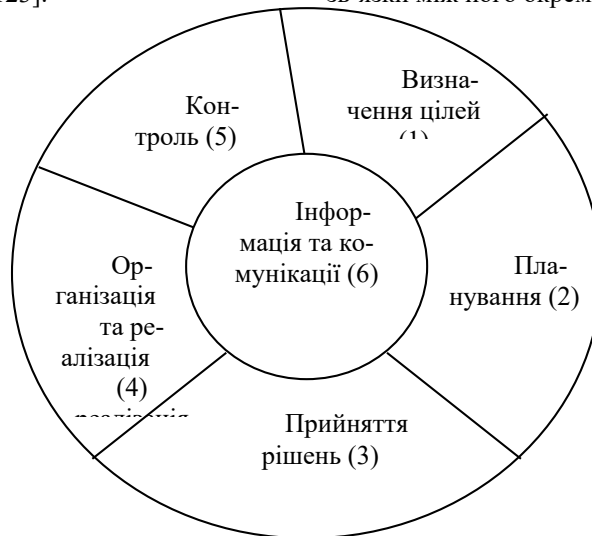 Визна-
чення цілей
(1)
Кон-
троль (5)
Інфор-
мація та ко-
мунікації (6)
Пла-
нування (2)
Ор-
ганізація
та ре-
алізація
(4)
Прийняття
рішень (3)